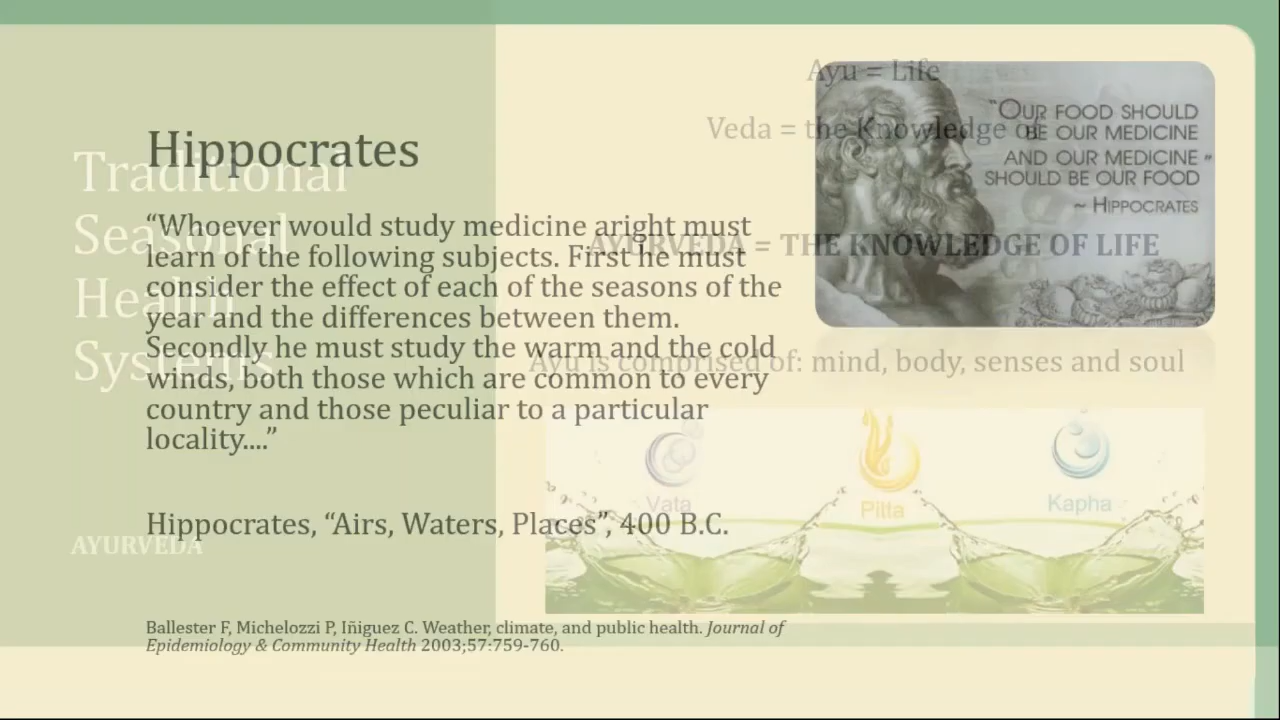 Hippocrates
“Whoever would study medicine aright must
learn of the following subjects. First he must
consider the effect of each of the seasons of the
year and the differences between them.
Secondly he must study the warm and the cold
winds, both those which are common to every
country and those peculiar to a particular
locality....”
Hippocrates, “Airs, Waters, Places”, 400 B.C.
Ballester F, Michelozzi P, Iñiguez C. Weather, climate, and public health. Journal of
Epidemiology & Community Health 2003;57:759-760.
“OUR FOOD SHOULD
BE OUR MEDICINE
AND OUR MEDICINE
SHOULD BE OUR FOOD”
~ HIPPOCRATES
Traditional
Seasonal
Health
Systems
AYURVEDA
Ayu = Life
Veda = the Knowledge of
AYURVEDA = THE KNOWLEDGE OF LIFE
Ayu is comprised of: mind, body, senses and soul
Vata
Pitta
Kapha